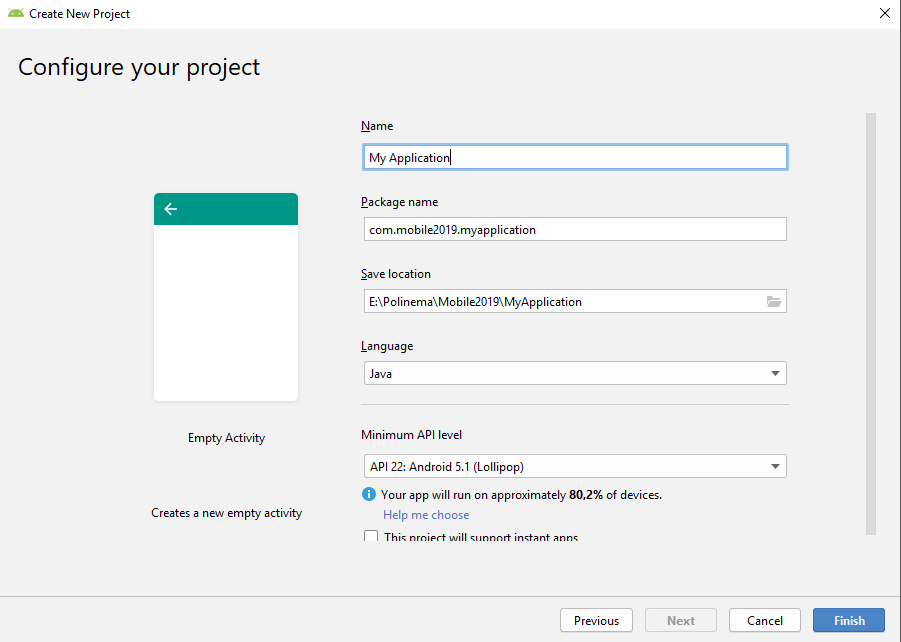 Create New Project
Configure your project
Name
My Application
Package name
com.mobile2019.myapplication
Save location
E:\Polinema\Mobile2019\MyApplication
Language
Java
Empty Activity
Creates a new empty activity
Minimum API level
API 22: Android 5.1 (Lollipop)
Your app will run on approximately 80,2% of devices.
Help me choose
This project will support instant apps
Previous
Next
Cancel
Finish